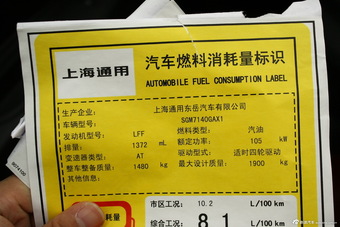 上海通用
汽车燃料消耗量标识
AUTOMOBILE FUEL CONSUMPTION LABEL
生产企业: 上海通用东岳汽车有限公司
车辆型号: SGM7140GAX1
发动机型号: LFF 燃料类型: 汽油
排量: 1372 mL 额定功率: 105 kW
变速器类型: AT 驱动型式: 适时四轮驱动
整车整备质量: 1480 kg 最大设计质量: 1900 kg
其他信息:
耗量
市区工况: 10.2 L/100 km
综合工况: 8.1 L/100 km